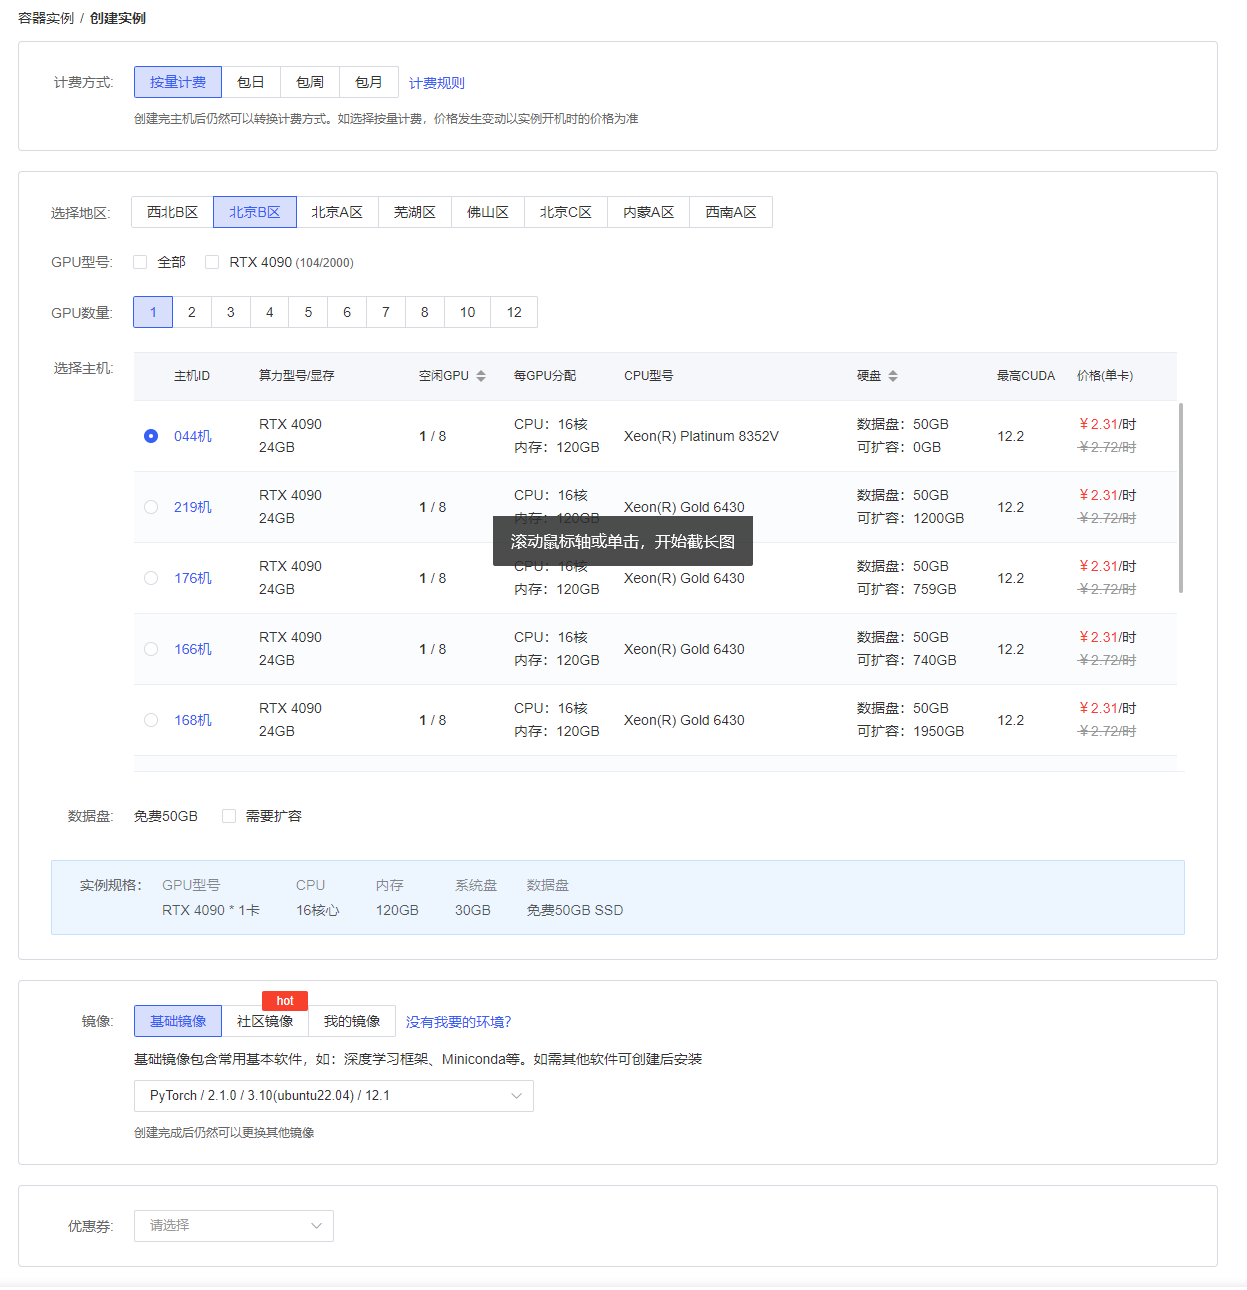 容器实例 / 创建实例
计费方式: 按量计费 包日 包周 包月 计费规则
创建完主机后仍然可以转换计费方式。如选择按量计费，价格发生变动以实例开机时的价格为准
选择地区: 西北B区 北京B区 北京A区 芜湖区 佛山区 北京C区 内蒙A区 西南A区
GPU型号: 全部 RTX 4090 (104/2000)
GPU数量: 1 2 3 4 5 6 7 8 10 12
选择主机: 主机ID 算力型号/显存 空闲GPU 每GPU分配 CPU型号 硬盘 最高CUDA 价格(单卡)
RTX 4090 CPU：16核 数据盘：50GB ￥2.31/时
044机 1 / 8 Xeon(R) Platinum 8352V 12.2
24GB 内存：120GB 可扩容：0GB ￥2.72/时
RTX 4090 CPU：16核 数据盘：50GB ￥2.31/时
219机 1 / 8 Xeon(R) Gold 6430 12.2
24GB 内存：120GB 可扩容：1200GB ￥2.72/时
滚动鼠标轴或单击，开始截长图
RTX 4090 CPU：16核 数据盘：50GB ￥2.31/时
176机 1 / 8 Xeon(R) Gold 6430 12.2
24GB 内存：120GB 可扩容：759GB ￥2.72/时
RTX 4090 CPU：16核 数据盘：50GB ￥2.31/时
166机 1 / 8 Xeon(R) Gold 6430 12.2
24GB 内存：120GB 可扩容：740GB ￥2.72/时
RTX 4090 CPU：16核 数据盘：50GB ￥2.31/时
168机 1 / 8 Xeon(R) Gold 6430 12.2
24GB 内存：120GB 可扩容：1950GB ￥2.72/时
数据盘: 免费50GB 需要扩容
实例规格： GPU型号 CPU 内存 系统盘 数据盘
RTX 4090 * 1卡 16核心 120GB 30GB 免费50GB SSD
hot
镜像: 基础镜像 社区镜像 我的镜像 没有我要的环境？
基础镜像包含常用基本软件，如：深度学习框架、Miniconda等。如需其他软件可创建后安装
PyTorch / 2.1.0 / 3.10(ubuntu22.04) / 12.1
创建完成后仍然可以更换其他镜像
优惠券: 请选择